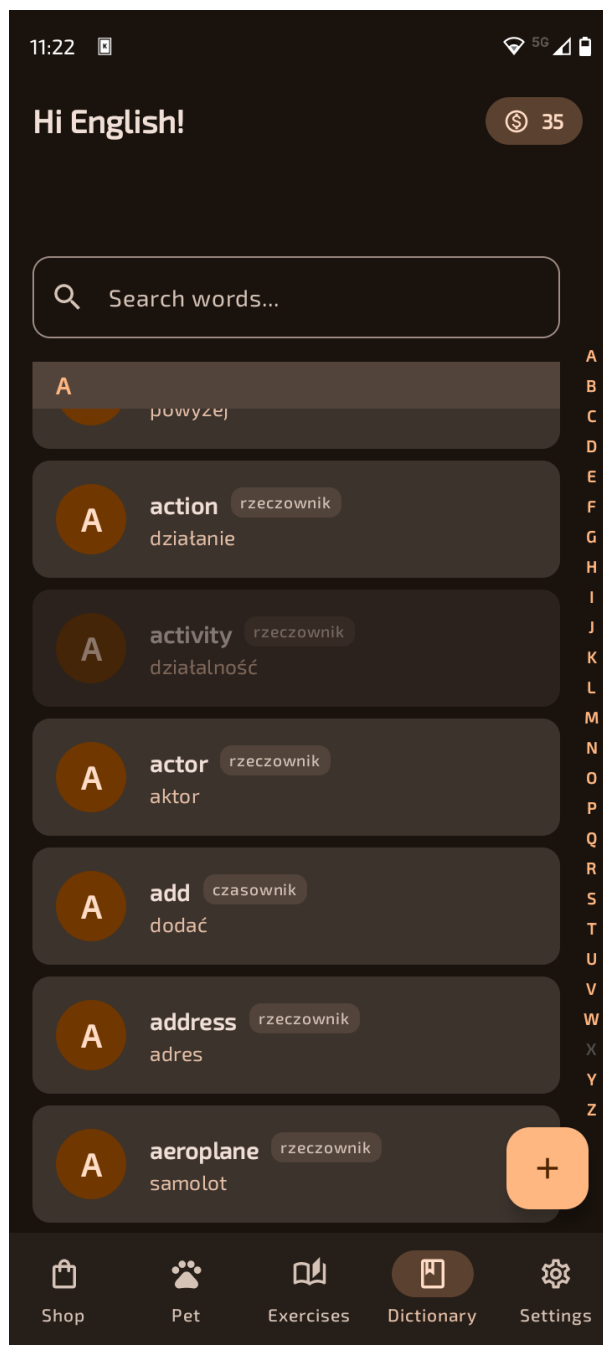 11:22
5G
Hi English!
35
Search words...
A
powyżej
A
action rzeczownik
działanie
A
activity rzeczownik
działalność
A
actor rzeczownik
aktor
A
add czasownik
dodać
A
address rzeczownik
adres
A
aeroplane rzeczownik
samolot
A
B
C
D
E
F
G
H
I
J
K
L
M
N
O
P
Q
R
S
T
U
V
W
X
Y
Z
+
Shop Pet Exercises Dictionary Settings